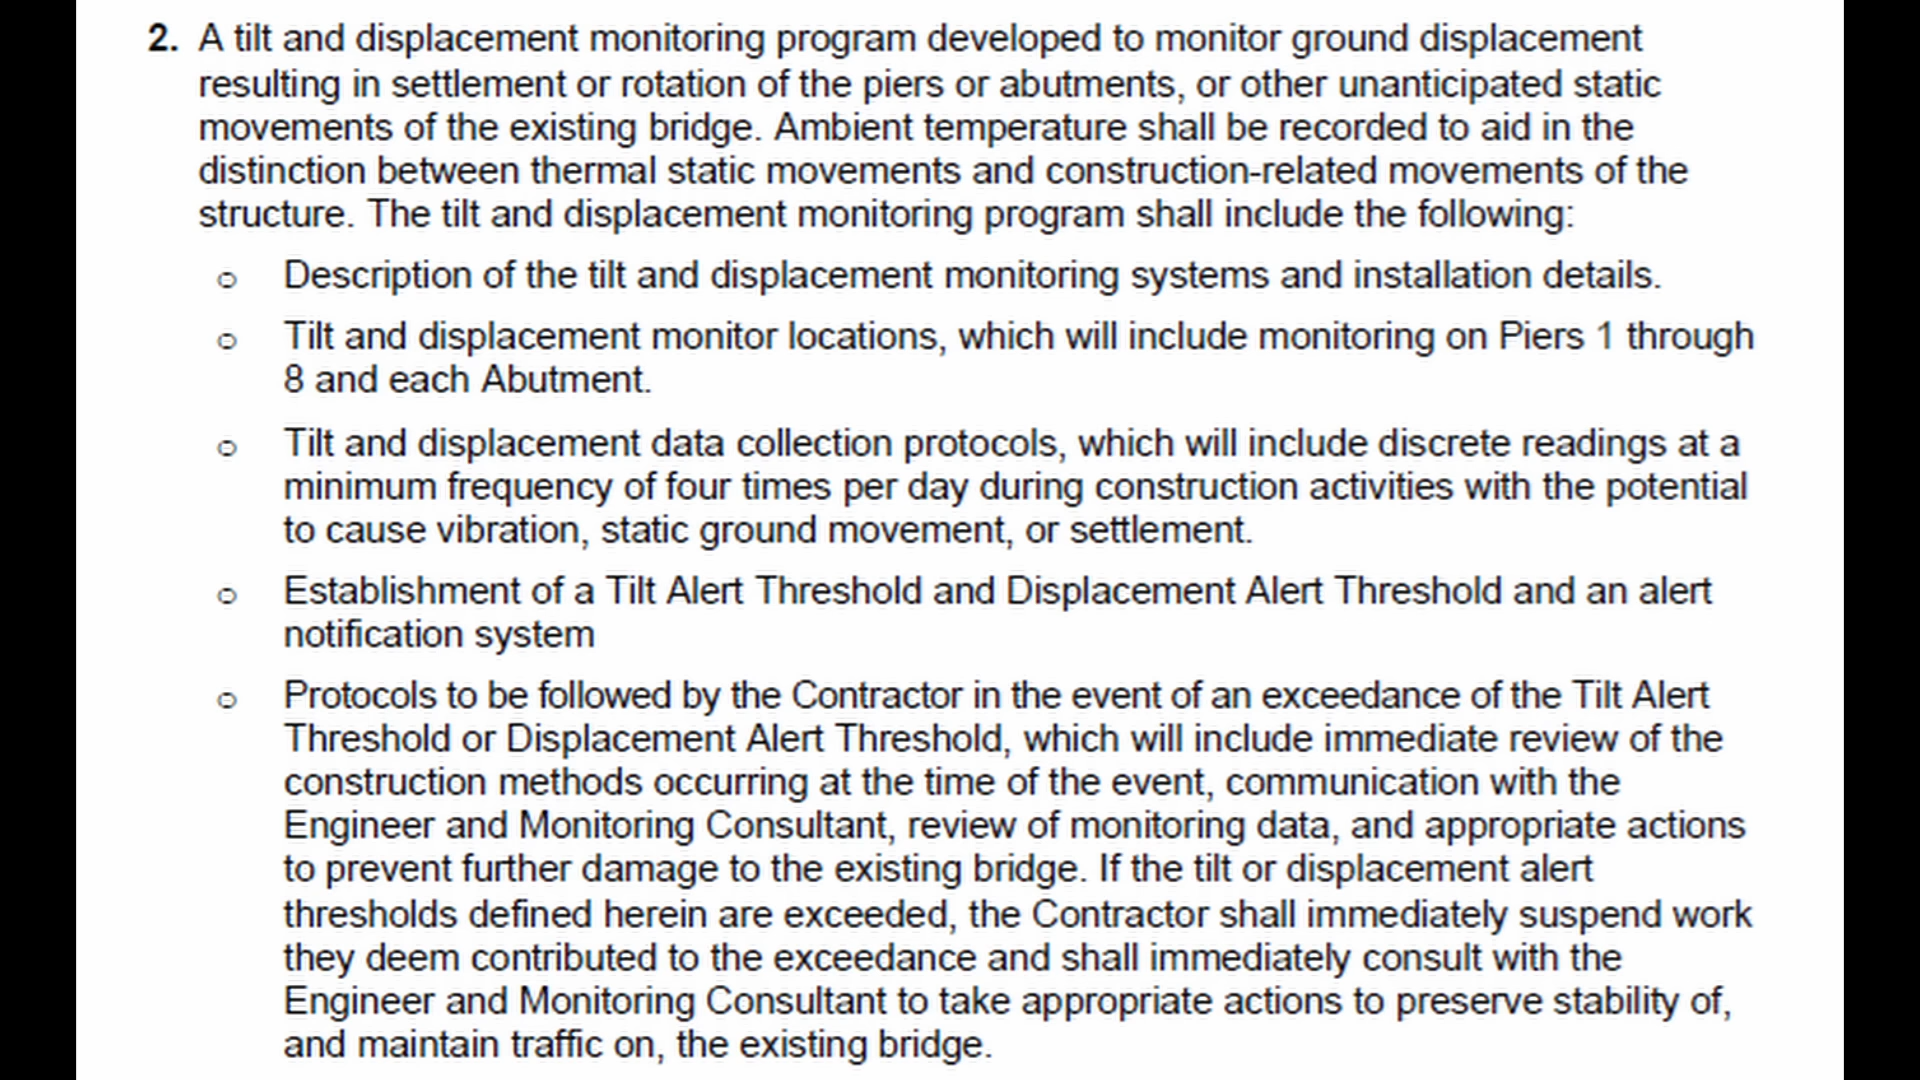 2. A tilt and displacement monitoring program developed to monitor ground displacement
resulting in settlement or rotation of the piers or abutments, or other unanticipated static
movements of the existing bridge. Ambient temperature shall be recorded to aid in the
distinction between thermal static movements and construction-related movements of the
structure. The tilt and displacement monitoring program shall include the following:
o Description of the tilt and displacement monitoring systems and installation details.
o Tilt and displacement monitor locations, which will include monitoring on Piers 1 through
8 and each Abutment.
o Tilt and displacement data collection protocols, which will include discrete readings at a
minimum frequency of four times per day during construction activities with the potential
to cause vibration, static ground movement, or settlement.
o Establishment of a Tilt Alert Threshold and Displacement Alert Threshold and an alert
notification system
o Protocols to be followed by the Contractor in the event of an exceedance of the Tilt Alert
Threshold or Displacement Alert Threshold, which will include immediate review of the
construction methods occurring at the time of the event, communication with the
Engineer and Monitoring Consultant, review of monitoring data, and appropriate actions
to prevent further damage to the existing bridge. If the tilt or displacement alert
thresholds defined herein are exceeded, the Contractor shall immediately suspend work
they deem contributed to the exceedance and shall immediately consult with the
Engineer and Monitoring Consultant to take appropriate actions to preserve stability of,
and maintain traffic on, the existing bridge.